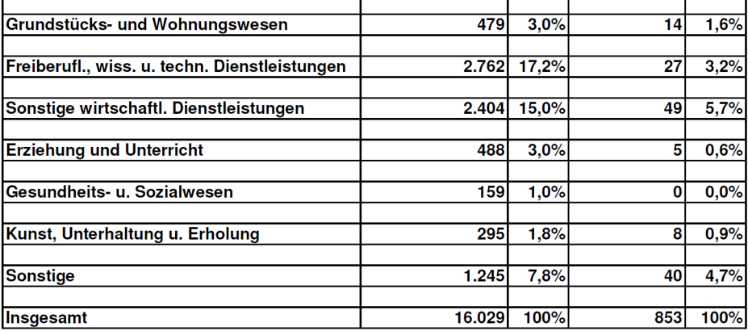 Grundstücks- und Wohnungswesen 479 3,0% 14 1,6%
Freiberufl., wiss. u. techn. Dienstleistungen 2.762 17,2% 27 3,2%
Sonstige wirtschaftl. Dienstleistungen 2.404 15,0% 49 5,7%
Erziehung und Unterricht 488 3,0% 5 0,6%
Gesundheits- u. Sozialwesen 159 1,0% 0 0,0%
Kunst, Unterhaltung u. Erholung 295 1,8% 8 0,9%
Sonstige 1.245 7,8% 40 4,7%
Insgesamt 16.029 100% 853 100%